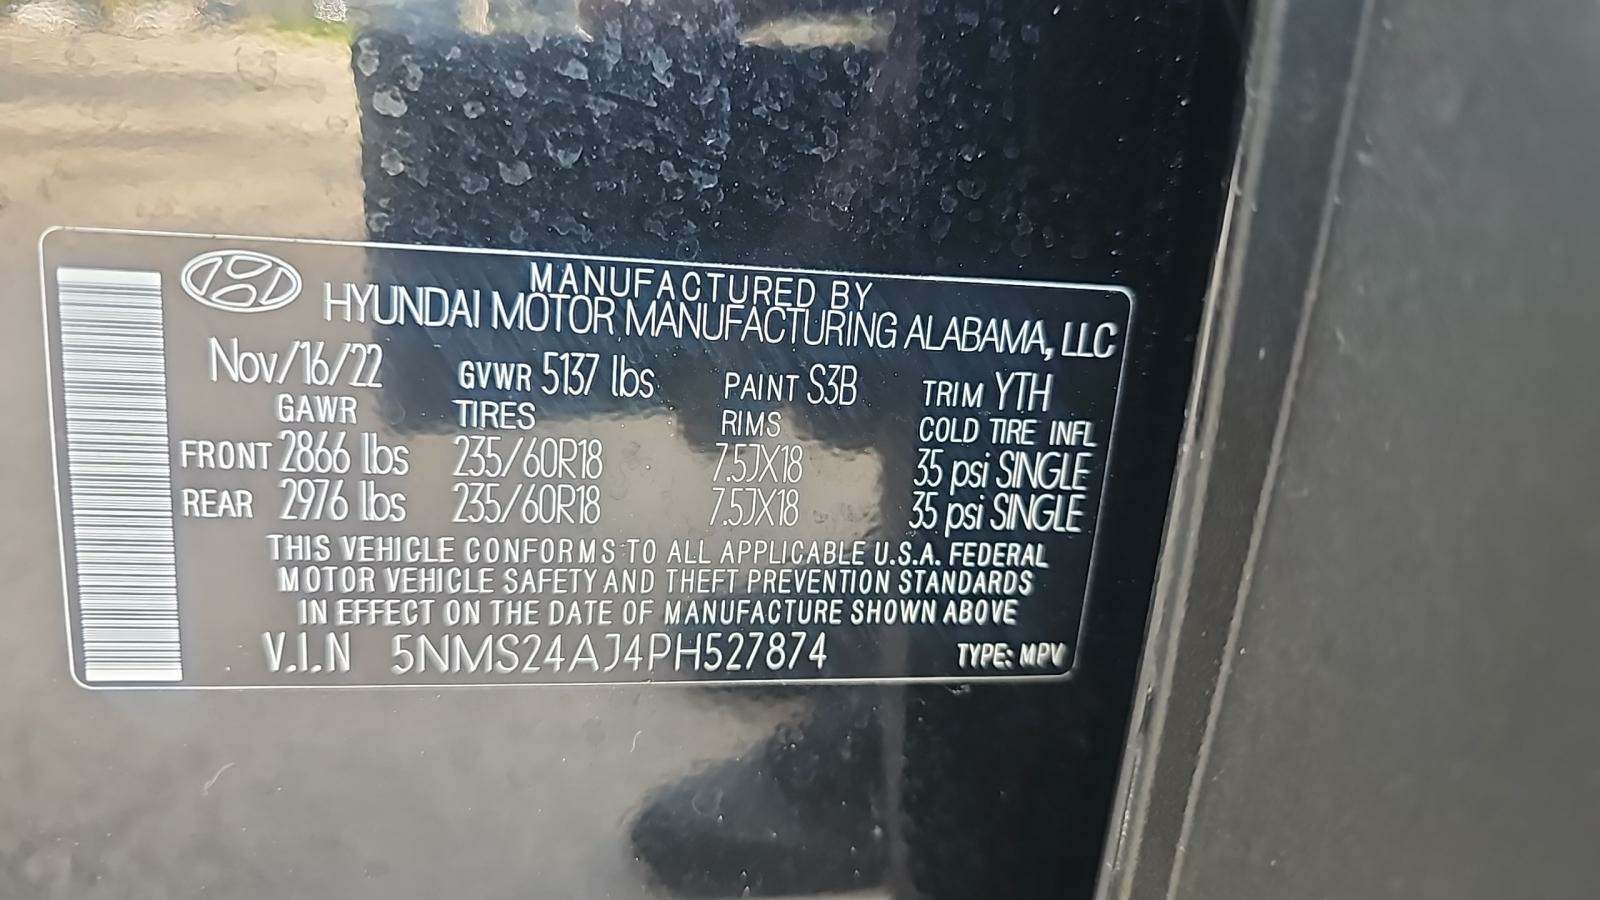 MANUFACTURED BY
HYUNDAI MOTOR MANUFACTURING ALABAMA, LLC
Nov/16/22 GVWR 5137 lbs PAINT S3B TRIM YTH
GAWR TIRES RIMS COLD TIRE INFL
FRONT 2866 lbs 235/60R18 7.5JX18 35 psi SINGLE
REAR 2976 lbs 235/60R18 7.5JX18 35 psi SINGLE
THIS VEHICLE CONFORMS TO ALL APPLICABLE U.S.A. FEDERAL
MOTOR VEHICLE SAFETY AND THEFT PREVENTION STANDARDS
IN EFFECT ON THE DATE OF MANUFACTURE SHOWN ABOVE
V.I.N 5NMS24AJ4PH527874 TYPE: MPV